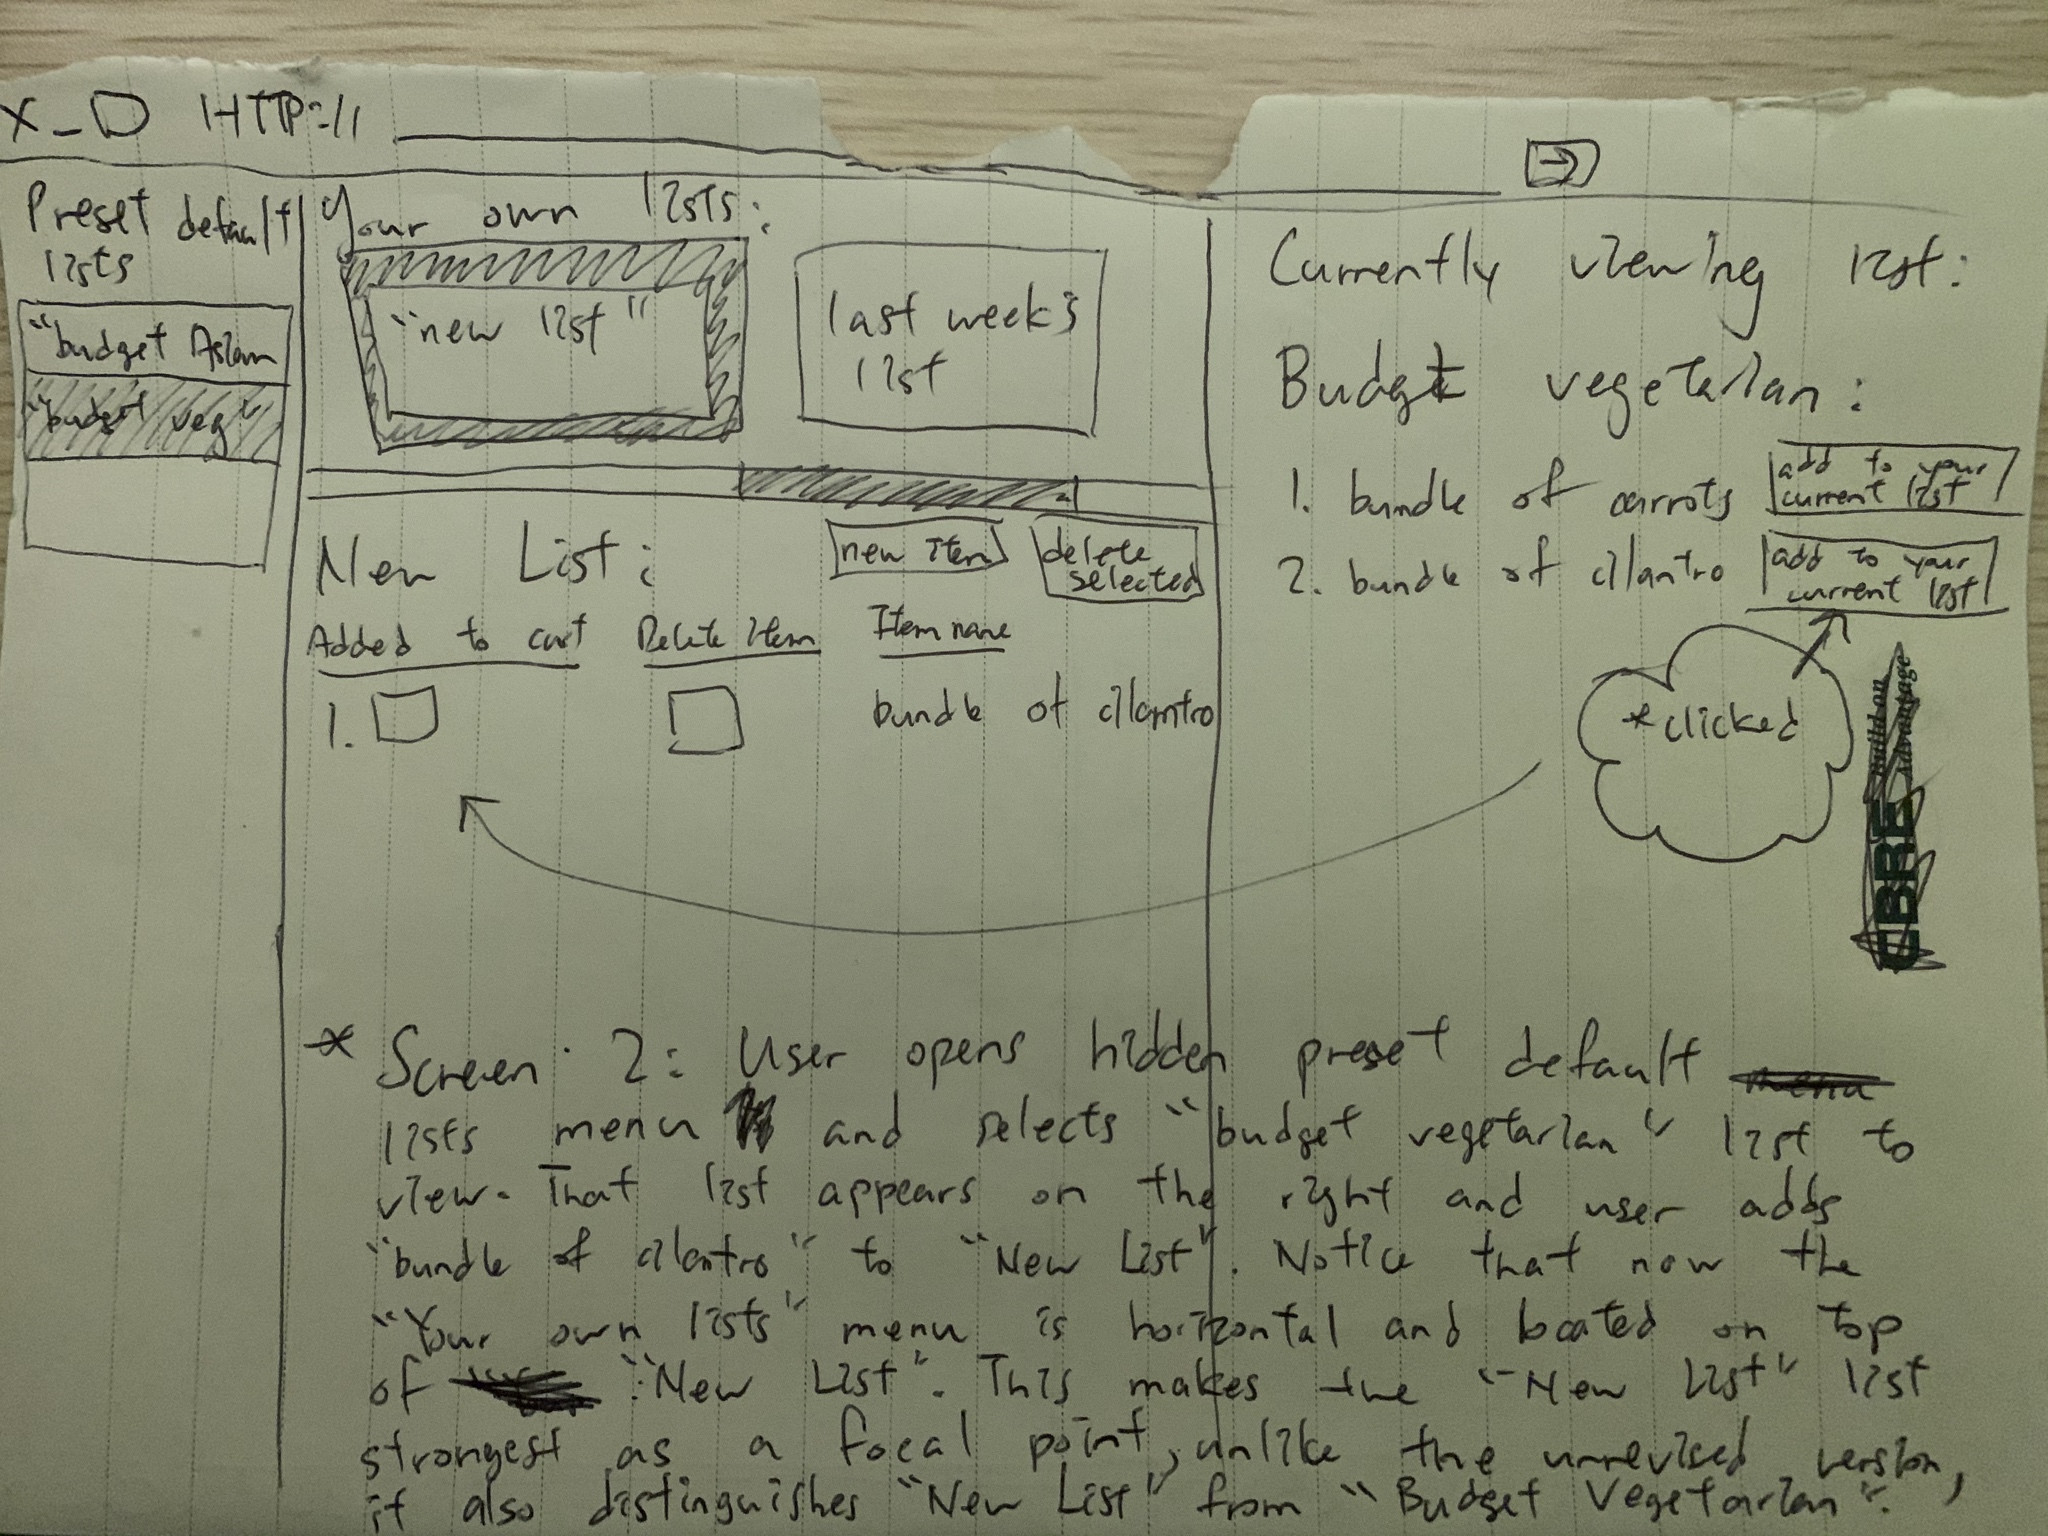 X _ HTTP://
Preset default
lists
"budget Asian
"budget veg"
Your own lists:
"new list"
last week's
list
New List:
new item
delete
selected
Added to cart Delete Item Item name
1. bundle of cilantro
Currently viewing list:
Budget vegetarian:
1. bundle of carrots
add to your
current list
2. bundle of cilantro
add to your
current list
*clicked
CBRE
Build on
Advantage
* Screen 2: User opens hidden preset default menu
lists menu and selects "budget vegetarian" list to
view. That list appears on the right and user adds
"bundle of cilantro" to "New List". Notice that now the
"Your own lists" menu is horizontal and located on top
of "New List". This makes the "New List" list
strongest as a focal point, unlike the unrevised version,
it also distinguishes "New List" from "Budget Vegetarian".